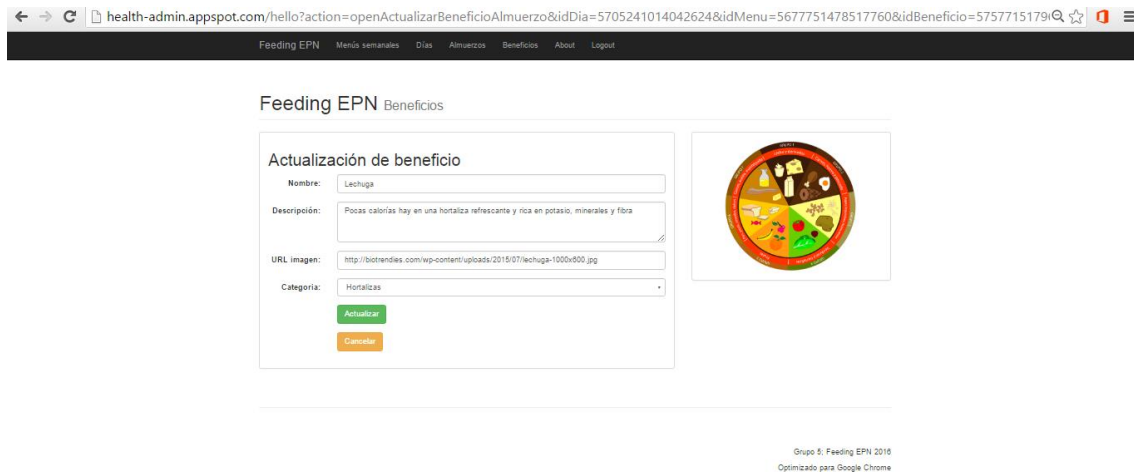 health-admin.appspot.com/hello?action=openActualizarBeneficioAlmuerzo&idDia=5705241014042624&idMenu=5677751478517760&idBeneficio=5757715179
Feeding EPN Menús semanales Días Almuerzos Beneficios About Logout
Feeding EPN Beneficios
Actualización de beneficio
Nombre: Lechuga
Descripción: Pocas calorías hay en una hortaliza refrescante y rica en potasio, minerales y fibra
URL imagen: http://biotrendies.com/wp-content/uploads/2015/07/lechuga-1000x600.jpg
Categoría: Hortalizas
Actualizar
Cancelar
Grupo 5; Feeding EPN 2016
Optimizado para Google Chrome